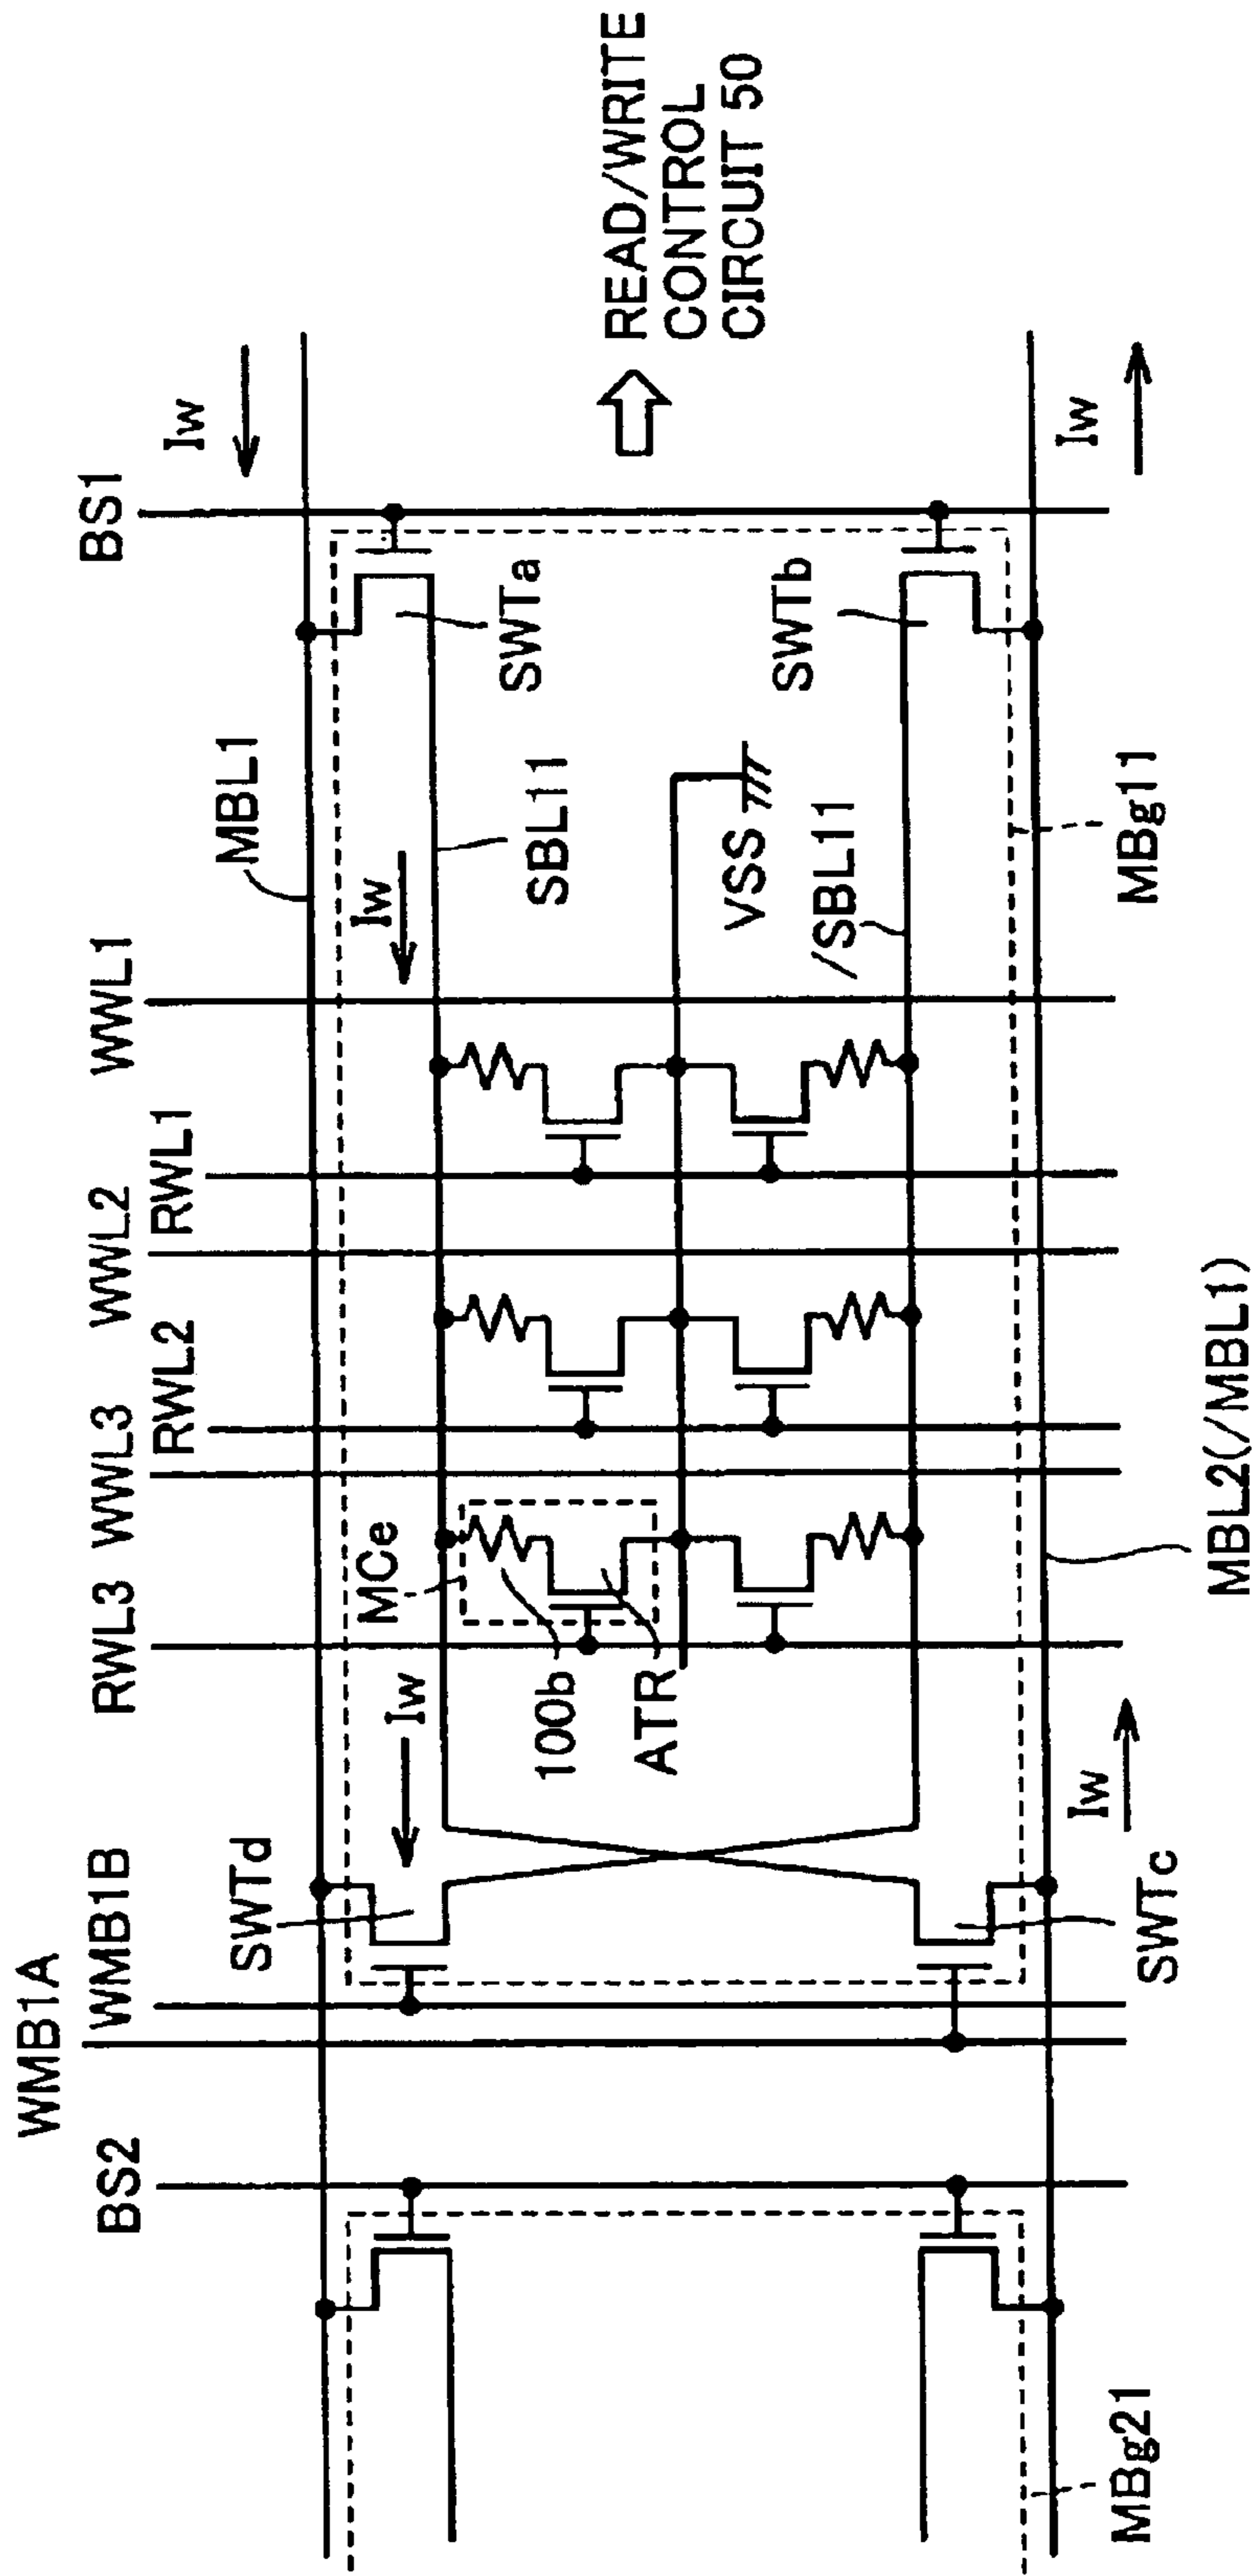 READ/WRITE
CONTROL
CIRCUIT 50
Iw
Iw
BS1
SWTa
SWTb
MBL1
SBL11
VSS
/SBL11
MBg11
Iw
WWL1
RWL1
WWL2
RWL2
WWL3
RWL3
MCe
100b
ATR
MBL2(/MBL1)
Iw
Iw
SWTd
SWTc
WMB1B
WMB1A
BS2
MBg21